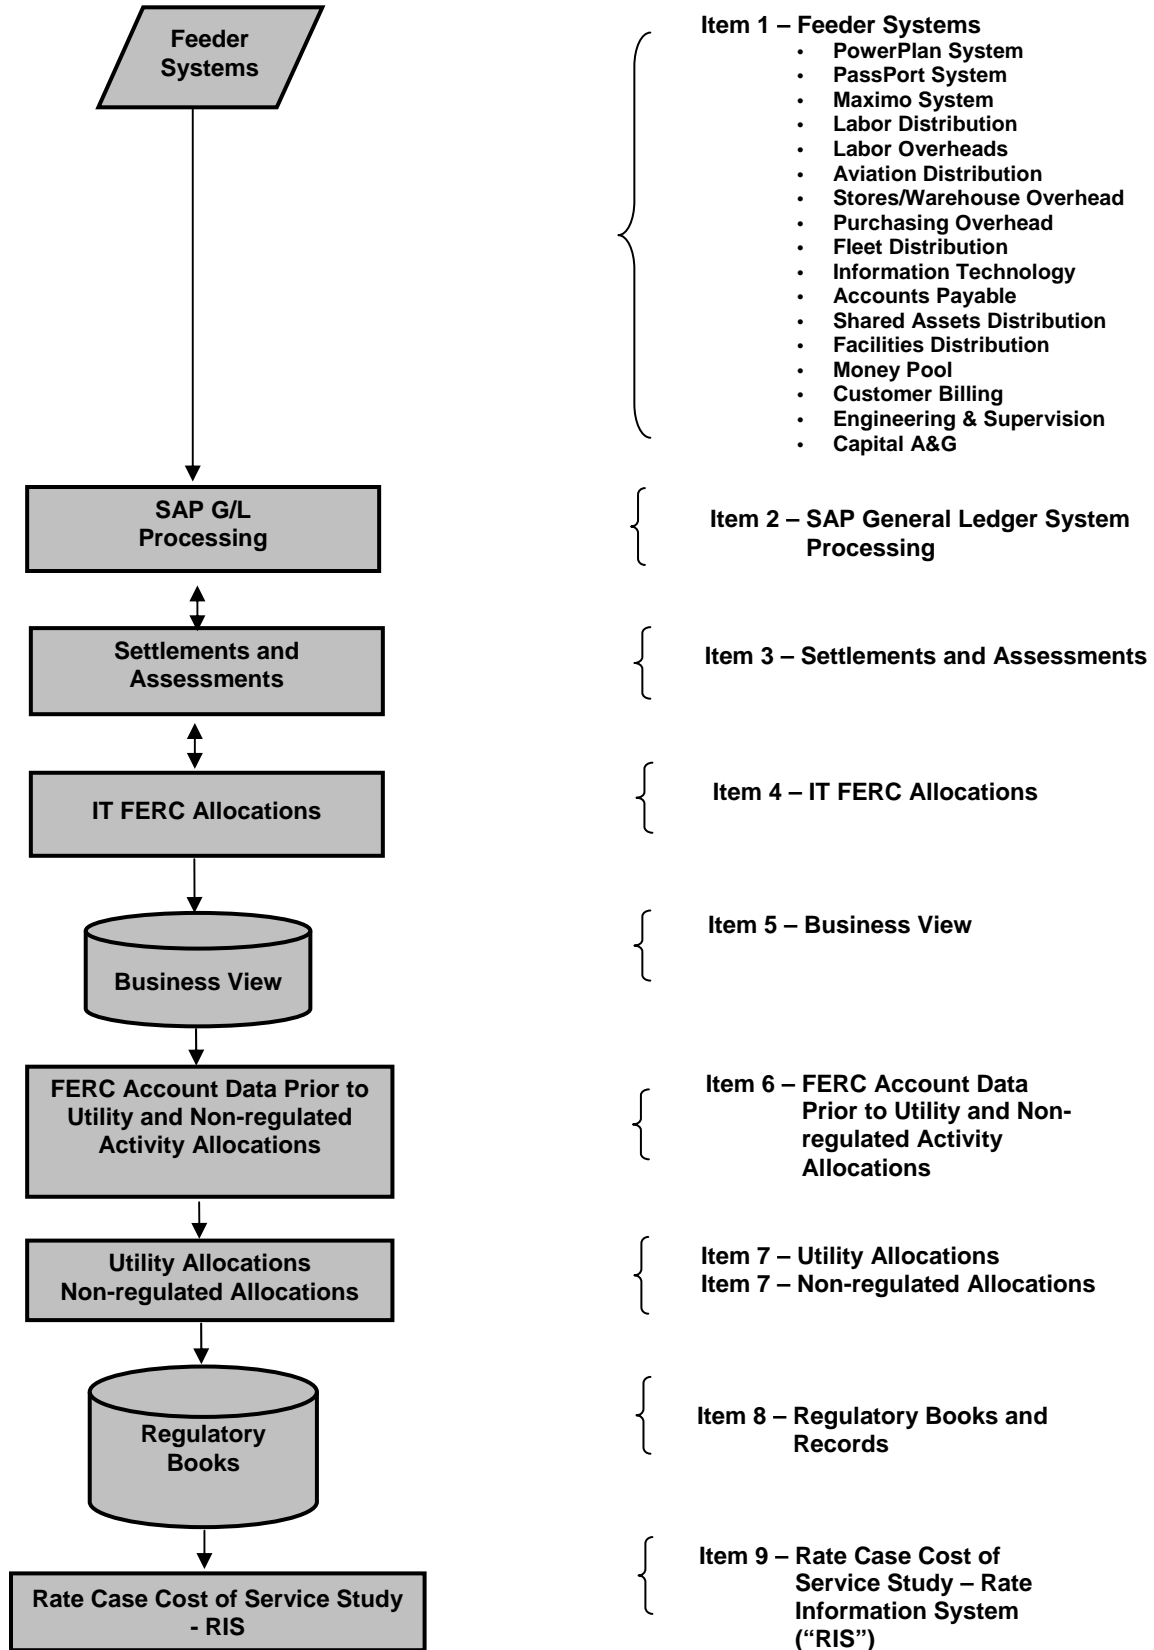 Feeder
Systems
SAP G/L
Processing
Settlements and
Assessments
IT FERC Allocations
Business View
FERC Account Data Prior to
Utility and Non-regulated
Activity Allocations
Utility Allocations
Non-regulated Allocations
Regulatory
Books
Rate Case Cost of Service Study
- RIS
Item 1 – Feeder Systems
• PowerPlan System
• PassPort System
• Maximo System
• Labor Distribution
• Labor Overheads
• Aviation Distribution
• Stores/Warehouse Overhead
• Purchasing Overhead
• Fleet Distribution
• Information Technology
• Accounts Payable
• Shared Assets Distribution
• Facilities Distribution
• Money Pool
• Customer Billing
• Engineering & Supervision
• Capital A&G
Item 2 – SAP General Ledger System
Processing
Item 3 – Settlements and Assessments
Item 4 – IT FERC Allocations
Item 5 – Business View
Item 6 – FERC Account Data
Prior to Utility and Non-
regulated Activity
Allocations
Item 7 – Utility Allocations
Item 7 – Non-regulated Allocations
Item 8 – Regulatory Books and
Records
Item 9 – Rate Case Cost of
Service Study – Rate
Information System
(“RIS”)